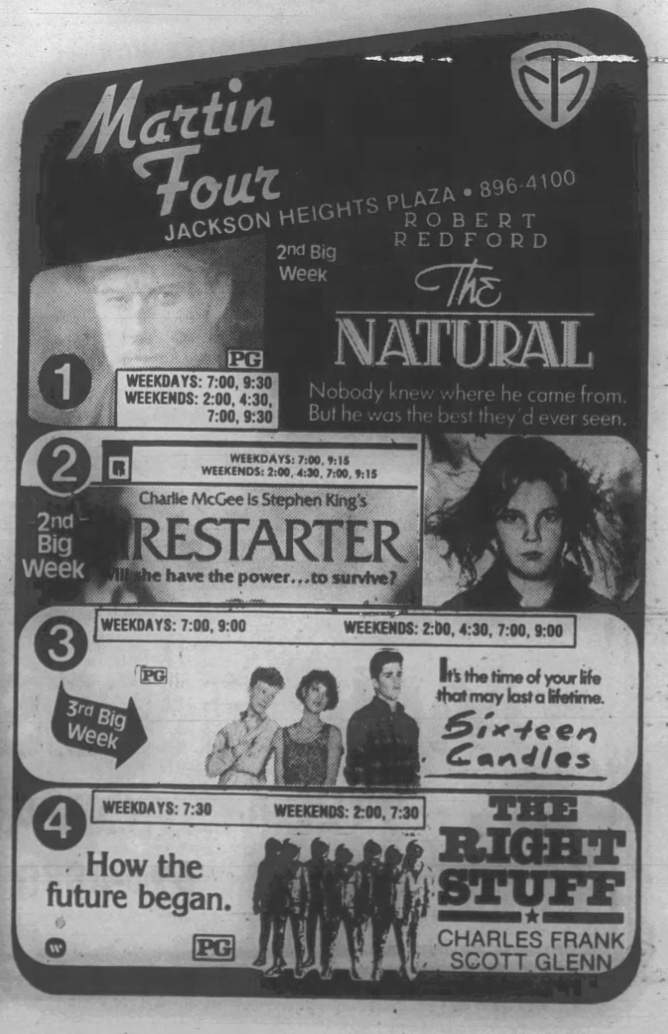 Martin
Four
JACKSON HEIGHTS PLAZA • 896-4100
ROBERT
REDFORD
2nd Big
Week
The
NATURAL
PG
1
WEEKDAYS: 7:00, 9:30
WEEKENDS: 2:00, 4:30,
7:00, 9:30
Nobody knew where he came from.
But he was the best they'd ever seen.
2
R
WEEKDAYS: 7:00, 9:15
WEEKENDS: 2:00, 4:30, 7:00, 9:15
2nd
Big
Week
Charlie McGee is Stephen King's
FIRESTARTER
Will she have the power...to survive?
3
WEEKDAYS: 7:00, 9:00 WEEKENDS: 2:00, 4:30, 7:00, 9:00
PG
3rd Big
Week
It's the time of your life
that may last a lifetime.
Sixteen
Candles
4
WEEKDAYS: 7:30 WEEKENDS: 2:00, 7:30
How the
future began.
PG
THE
RIGHT
STUFF
CHARLES FRANK
SCOTT GLENN